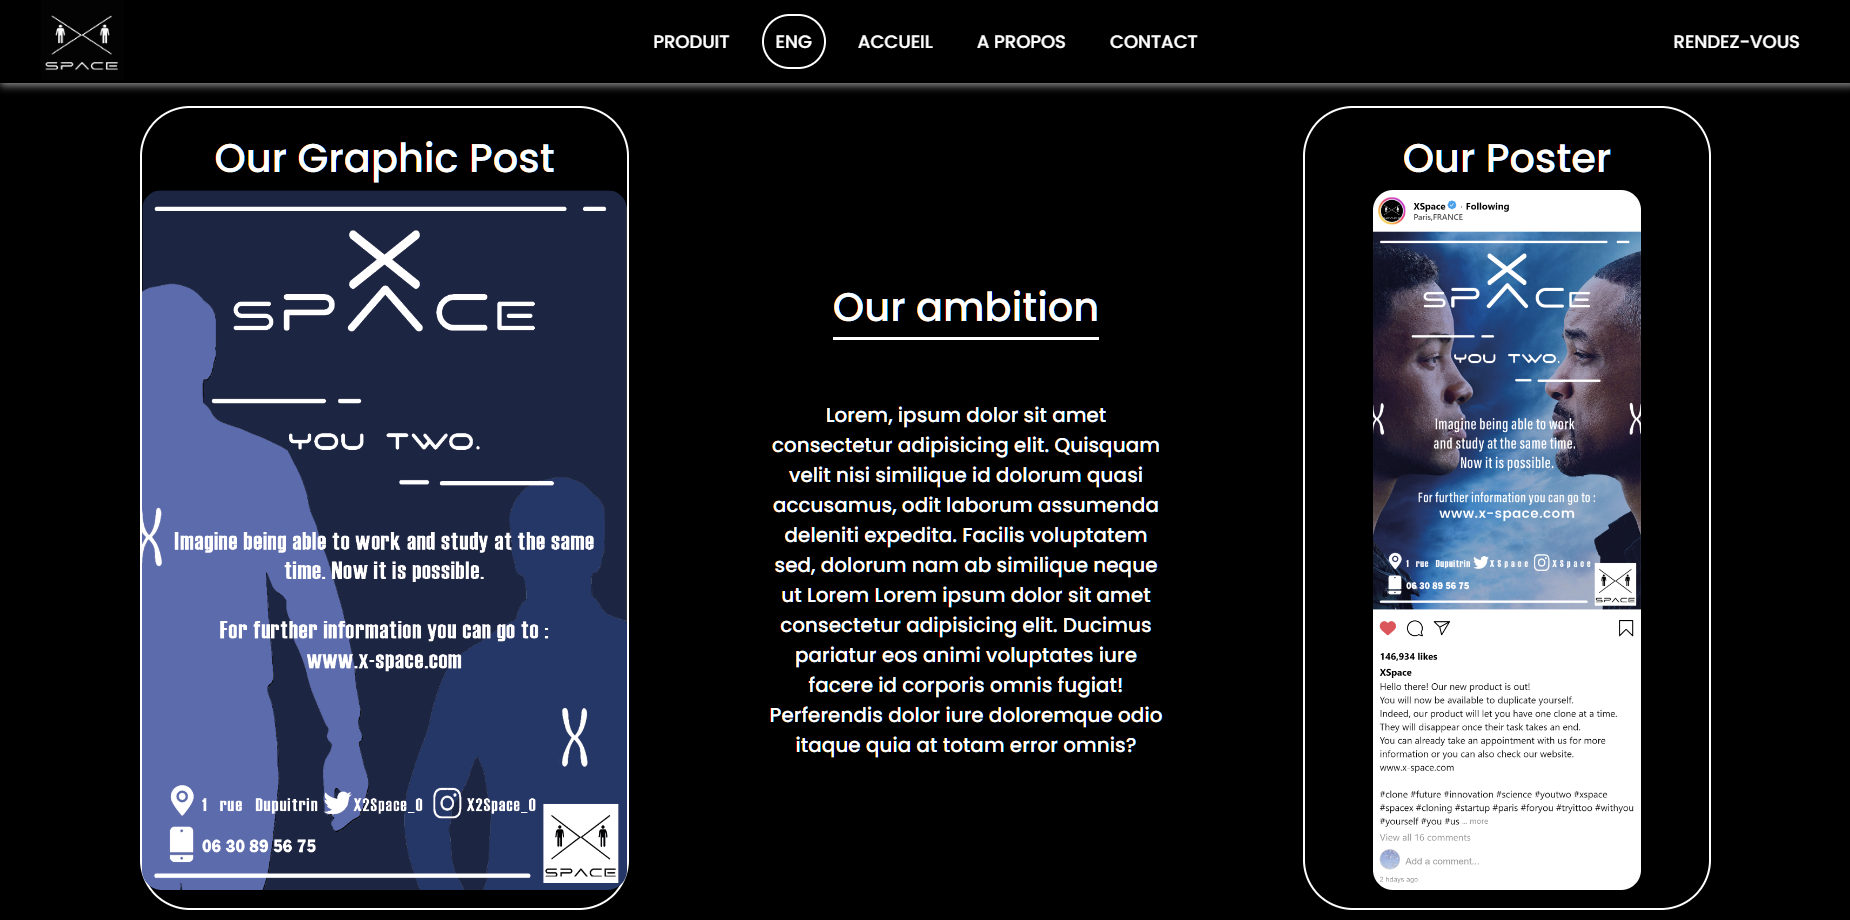 SPACE
PRODUIT
ENG
ACCUEIL
A PROPOS
CONTACT
RENDEZ-VOUS
Our Graphic Post
X
SPACE
YOU TWO.
Imagine being able to work and study at the same
time. Now it is possible.
For further information you can go to :
www.x-space.com
1 rue Dupuitrin
X2Space_0
X2Space_0
06 30 89 56 75
SPACE
Our ambition
Lorem, ipsum dolor sit amet
consectetur adipisicing elit. Quisquam
velit nisi similique id dolorum quasi
accusamus, odit laborum assumenda
deleniti expedita. Facilis voluptatem
sed, dolorum nam ab similique neque
ut Lorem Lorem ipsum dolor sit amet
consectetur adipisicing elit. Ducimus
pariatur eos animi voluptates iure
facere id corporis omnis fugiat!
Perferendis dolor iure doloremque odio
itaque quia at totam error omnis?
Our Poster
XSpace · Following
Paris,FRANCE
X
SPACE
YOU TWO.
Imagine being able to work
and study at the same time.
Now it is possible.
For further information you can go to :
www.x-space.com
1 rue Dupuitrin
XSpace
XSpace
06 30 89 56 75
SPACE
146,934 likes
XSpace
Hello there! Our new product is out!
You will now be available to duplicate yourself.
Indeed, our product will let you have one clone at a time.
They will disappear once their task takes an end.
You can already take an appointment with us for more
information or you can also check our website.
www.x-space.com
#clone #future #innovation #science #youtwo #xspace
#spacex #cloning #startup #paris #foryou #tryittoo #withyou
#yourself #you #us ... more
View all 16 comments
Add a comment...
2 hdays ago